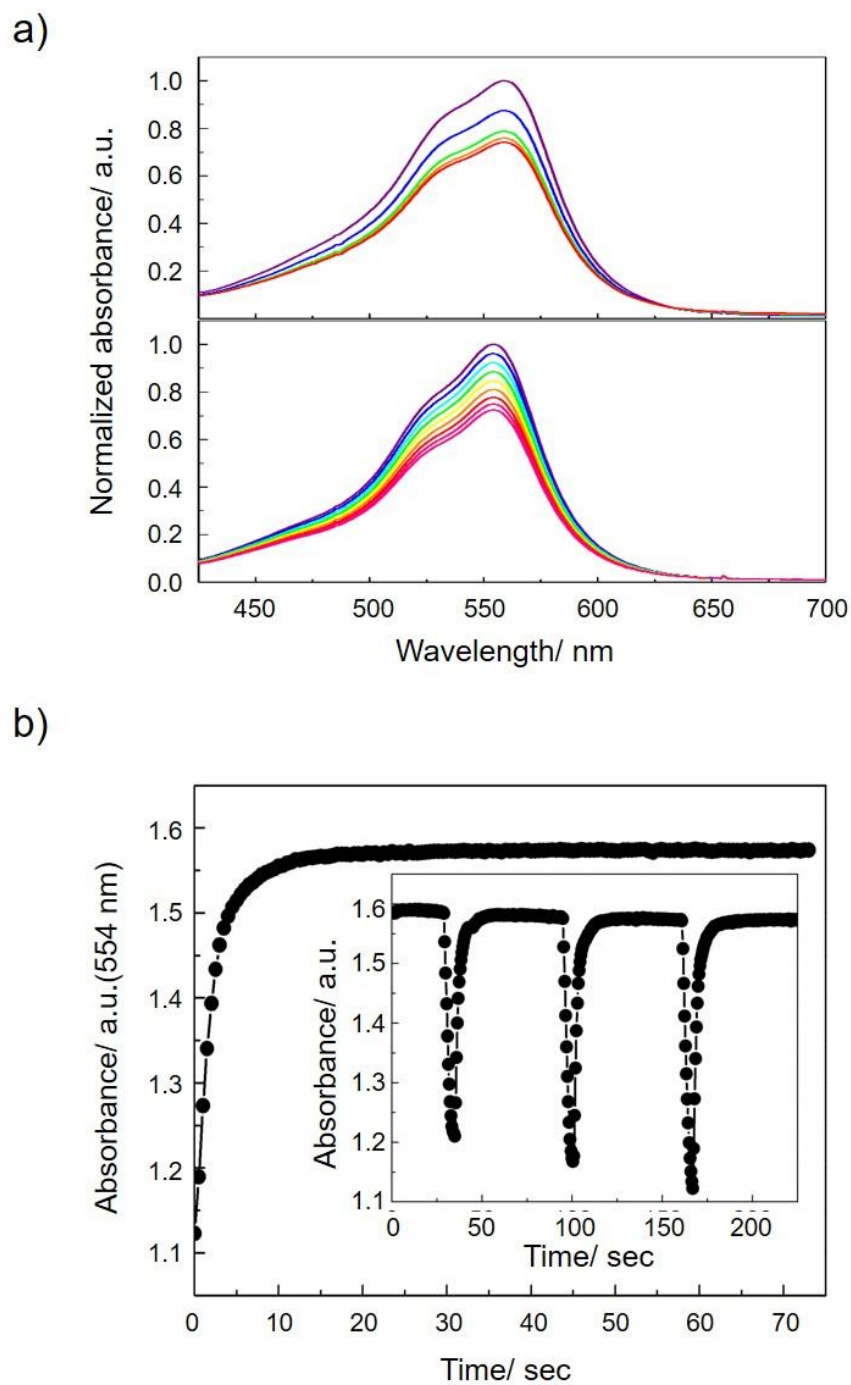 a)
1.0
0.8
0.6
0.4
0.2
1.0
0.8
0.6
0.4
0.2
0.0
Normalized absorbance/ a.u.
450 500 550 600 650 700
Wavelength/ nm
b)
1.6
1.5
1.4
1.3
1.2
1.1
Absorbance/ a.u.(554 nm)
1.6
1.5
1.4
1.3
1.2
1.1
Absorbance/ a.u.
0 50 100 150 200
Time/ sec
0 10 20 30 40 50 60 70
Time/ sec